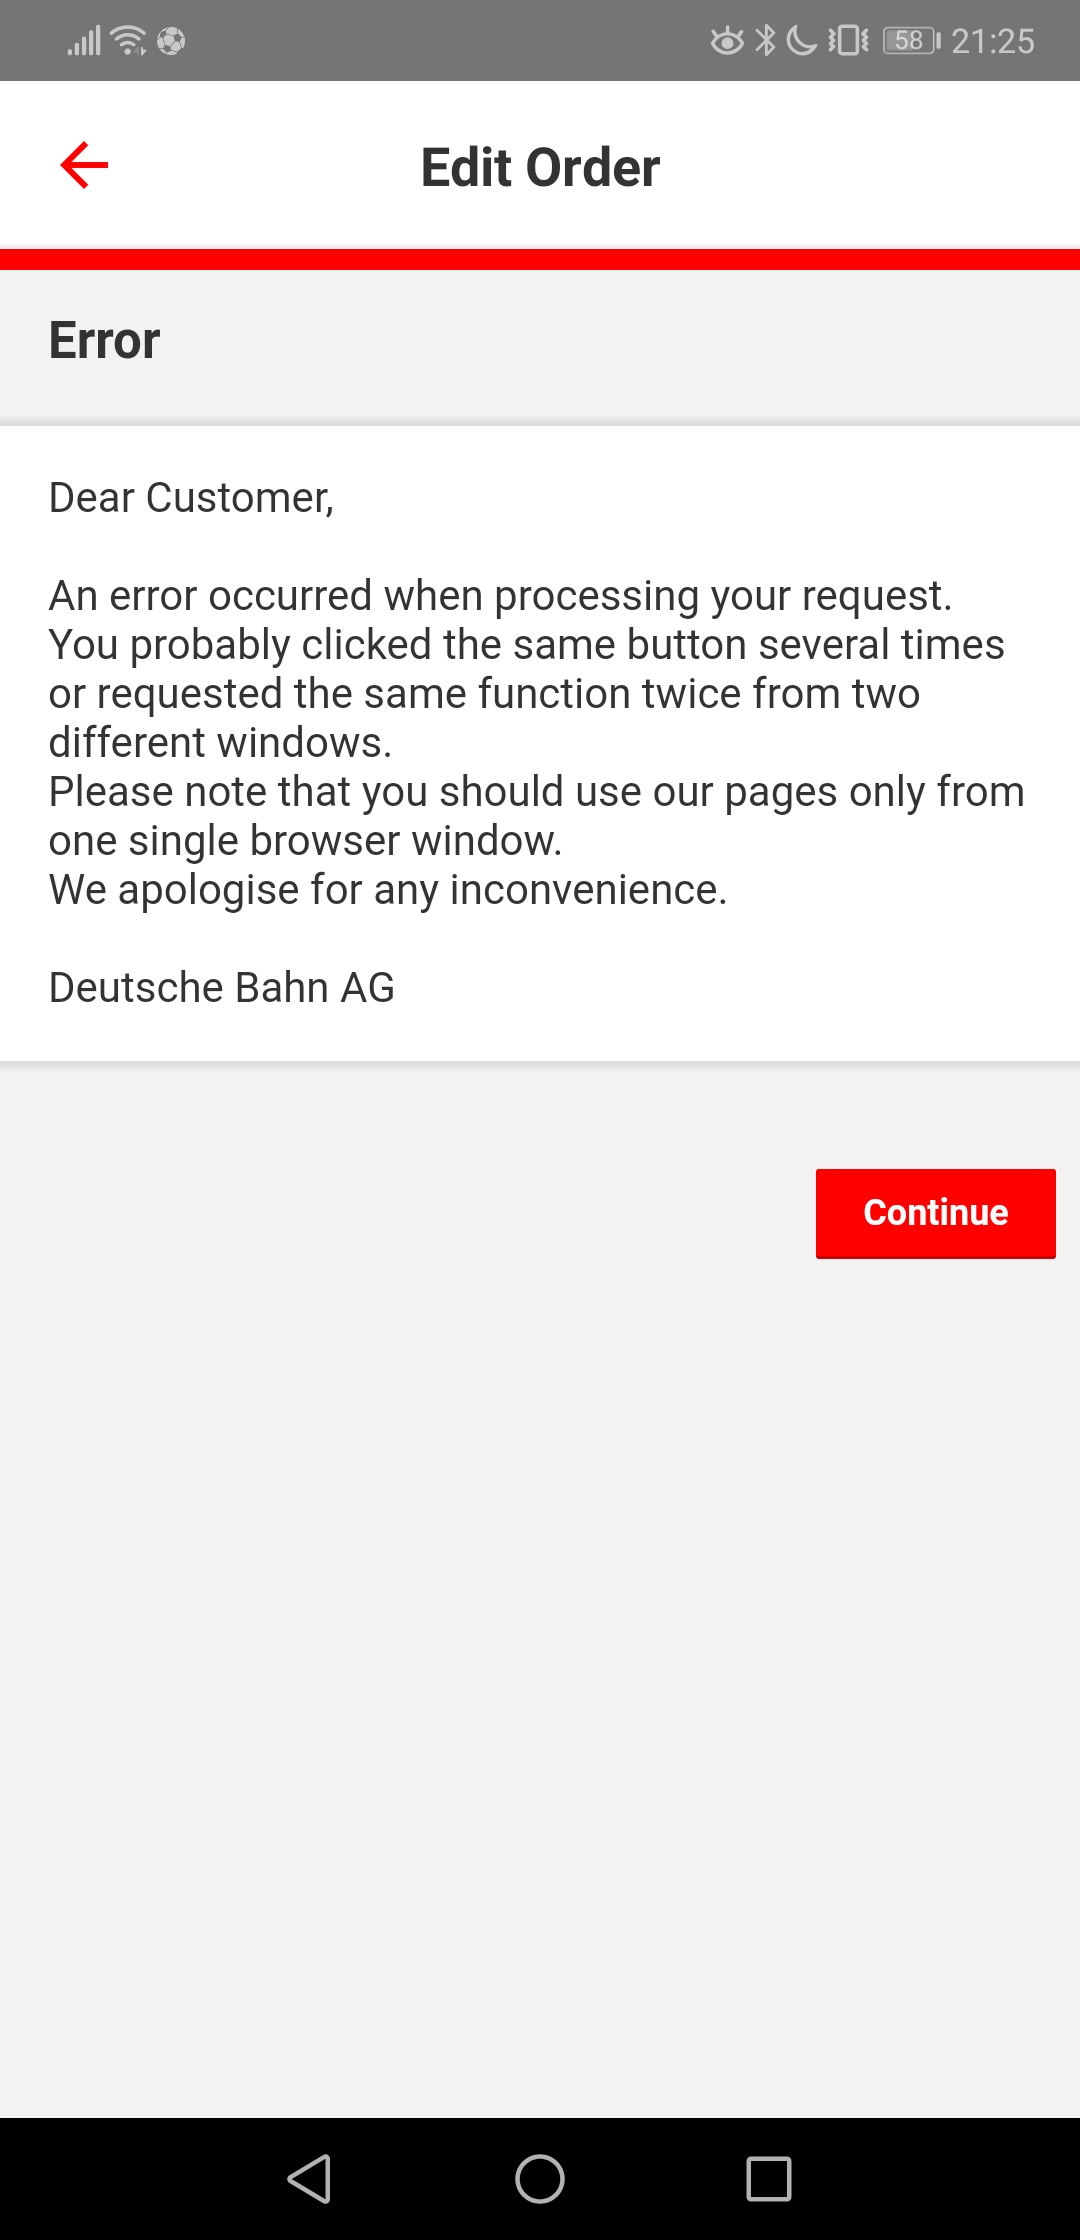 58 21:25
Edit Order
Error
Dear Customer,
An error occurred when processing your request.
You probably clicked the same button several times
or requested the same function twice from two
different windows.
Please note that you should use our pages only from
one single browser window.
We apologise for any inconvenience.
Deutsche Bahn AG
Continue